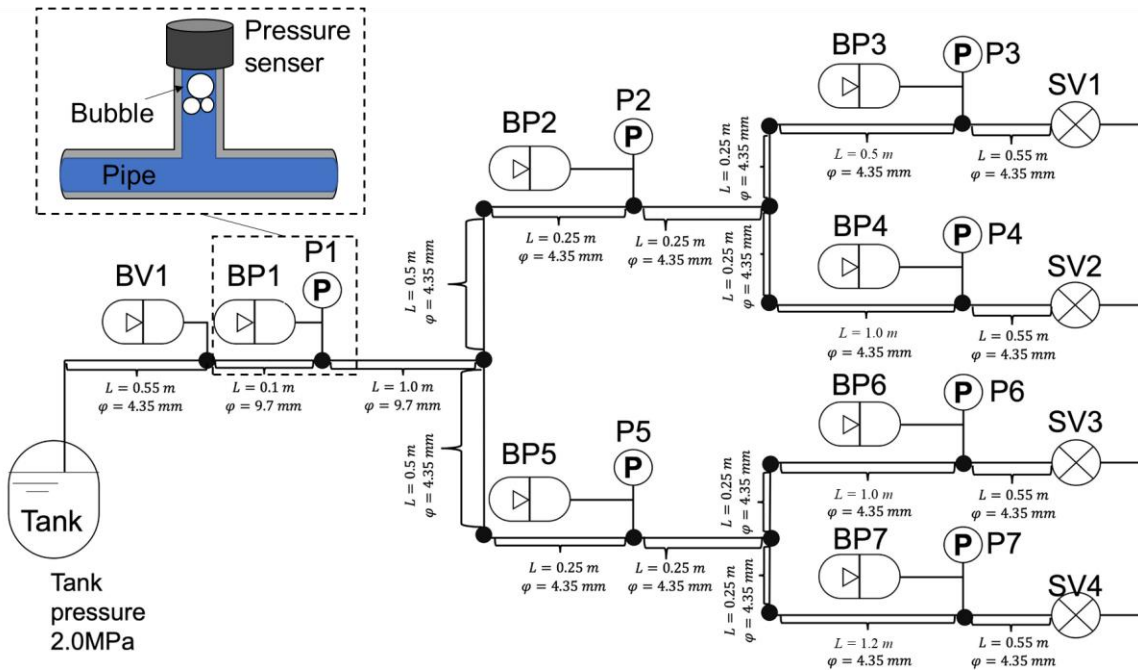 Pressure
senser
Bubble
Pipe
BV1
BP1
P1
P
L = 0.55 m
φ = 4.35 mm
L = 0.1 m
φ = 9.7 mm
L = 1.0 m
φ = 9.7 mm
Tank
Tank
pressure
2.0MPa
L = 0.5 m
φ = 4.35 mm
L = 0.5 m
φ = 4.35 mm
BP2
P2
P
L = 0.25 m
φ = 4.35 mm
L = 0.25 m
φ = 4.35 mm
L = 0.25 m
φ = 4.35 mm
L = 0.25 m
φ = 4.35 mm
BP3
P
P3
SV1
L = 0.5 m
φ = 4.35 mm
L = 0.55 m
φ = 4.35 mm
BP4
P
P4
SV2
L = 1.0 m
φ = 4.35 mm
L = 0.55 m
φ = 4.35 mm
BP5
P5
P
L = 0.25 m
φ = 4.35 mm
L = 0.25 m
φ = 4.35 mm
L = 0.25 m
φ = 4.35 mm
L = 0.25 m
φ = 4.35 mm
BP6
P
P6
SV3
L = 1.0 m
φ = 4.35 mm
L = 0.55 m
φ = 4.35 mm
BP7
P
P7
SV4
L = 1.2 m
φ = 4.35 mm
L = 0.55 m
φ = 4.35 mm